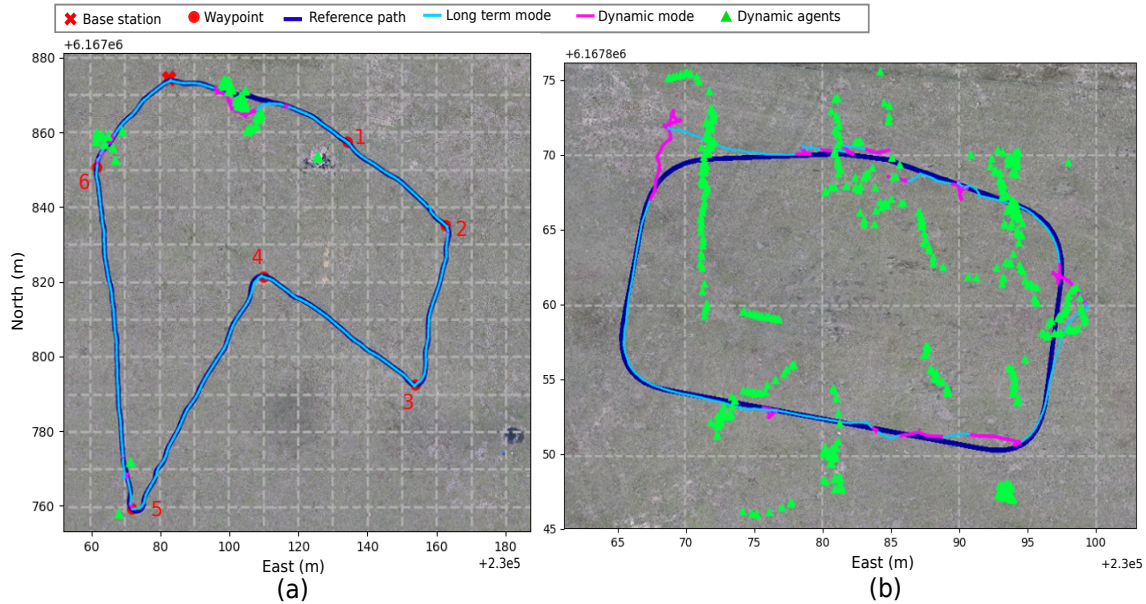 Base station Waypoint Reference path Long term mode Dynamic mode Dynamic agents
+6.167e6
880
860
840
820
800
780
760
North (m)
1
2
3
4
5
6
60 80 100 120 140 160 180
East (m)
+2.3e5
(a)
+6.1678e6
75
70
65
60
55
50
45
65 70 75 80 85 90 95 100
East (m)
+2.3e5
(b)